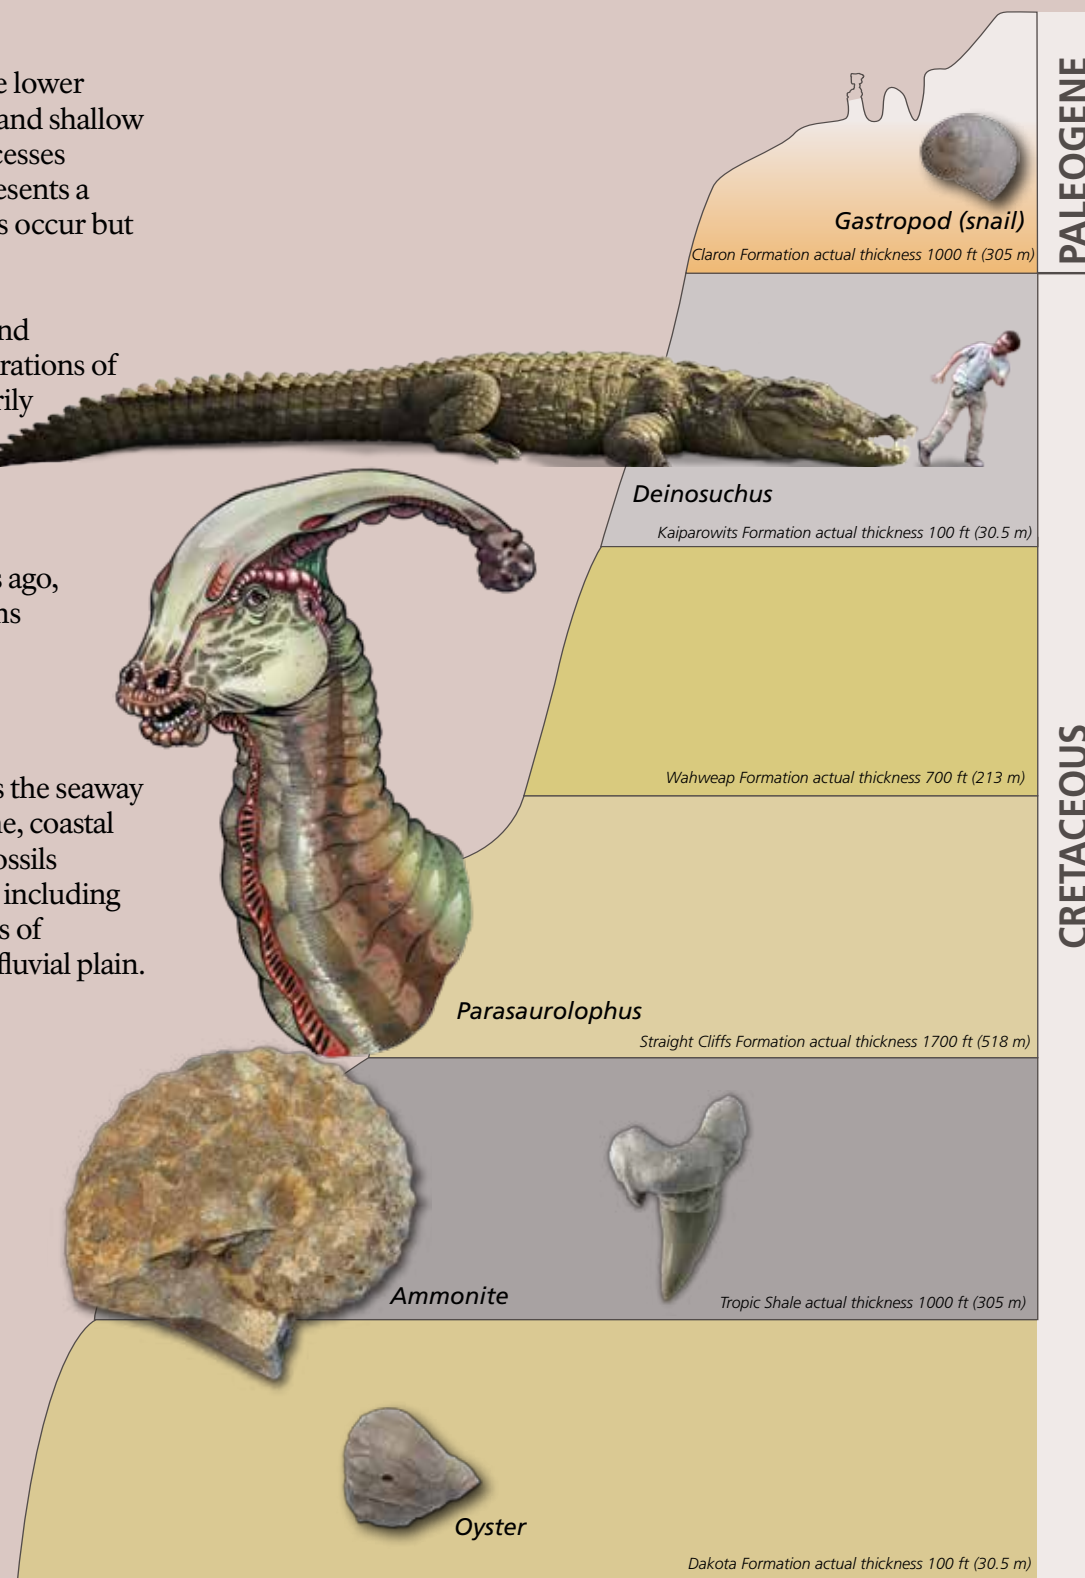 e lower
and shallow
cesses
esents a
s occur but
nd
rations of
rily
s ago,
ns
s the seaway
ne, coastal
ossils
including
s of
fluvial plain.
PALEOGENE
Gastropod (snail)
Claron Formation actual thickness 1000 ft (305 m)
CRETACEOUS
Deinosuchus
Kaiparowits Formation actual thickness 100 ft (30.5 m)
Wahweap Formation actual thickness 700 ft (213 m)
Parasaurolophus
Straight Cliffs Formation actual thickness 1700 ft (518 m)
Ammonite
Tropic Shale actual thickness 1000 ft (305 m)
Oyster
Dakota Formation actual thickness 100 ft (30.5 m)